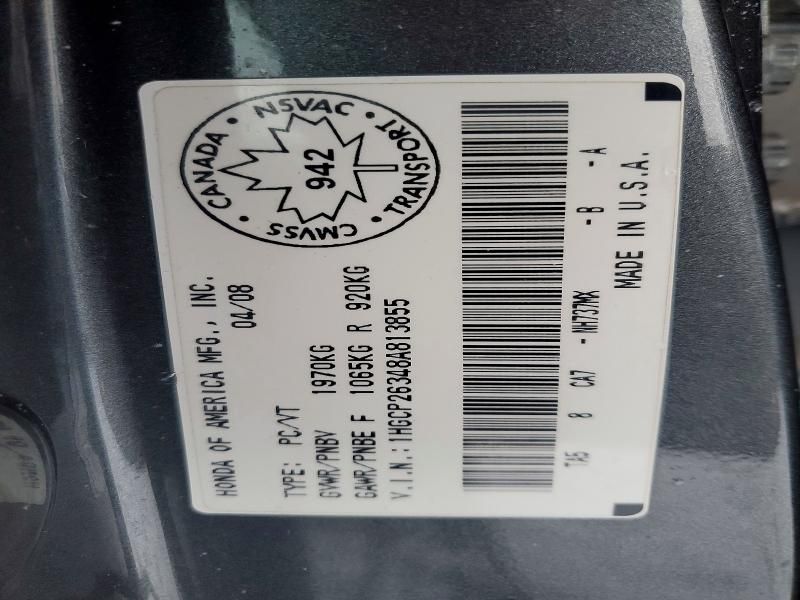 HONDA OF AMERICA MFG., INC.
04/08
TYPE: PC/VT
GVWR/PNBV 1970KG
GAWR/PNBE F 1065KG R 920KG
V.I.N.: 1HGCP26348A813855
CANADA • NSVAC • TRANSPORT • CMVSS •
942
TA5 8 CA7 - NH737MX - B - A
MADE IN U.S.A.